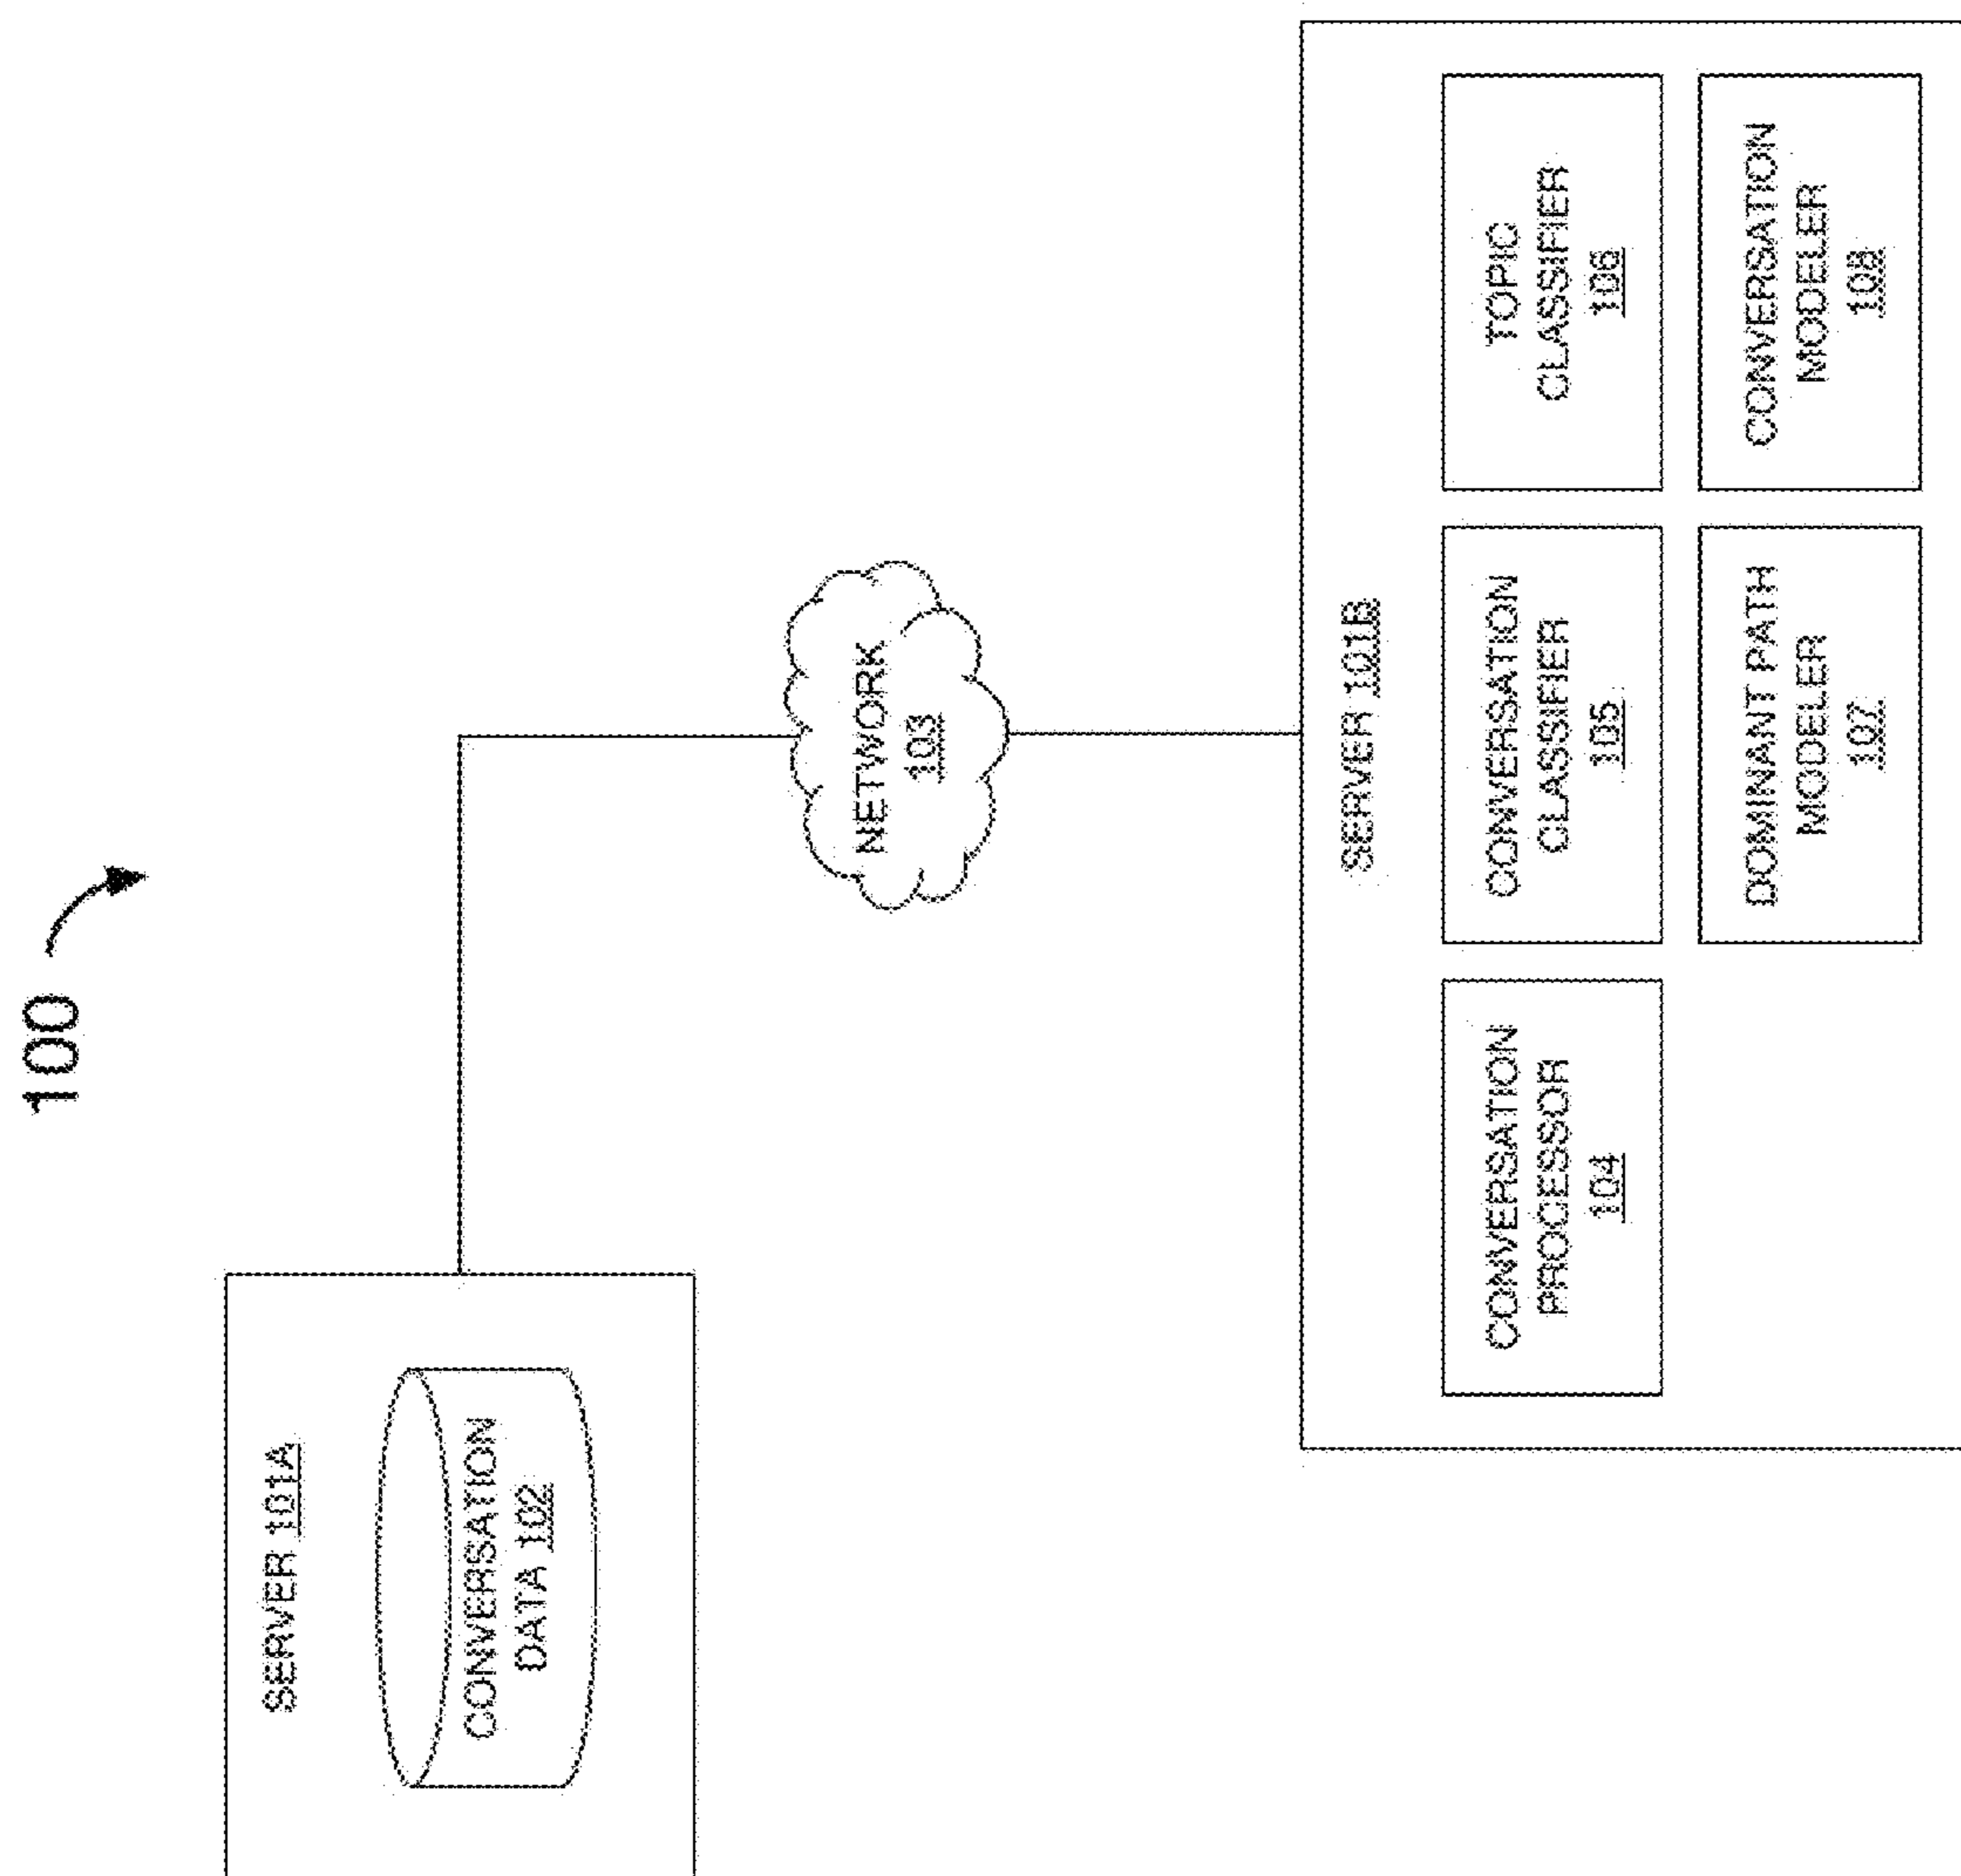 100
SERVER 101A
CONVERSATION
DATA 102
NETWORK
103
SERVER 101B
CONVERSATION
PROCESSOR
104
CONVERSATION
CLASSIFIER
105
TOPIC
CLASSIFIER
106
DOMINANT PATH
MODELER
107
CONVERSATION
MODELER
108